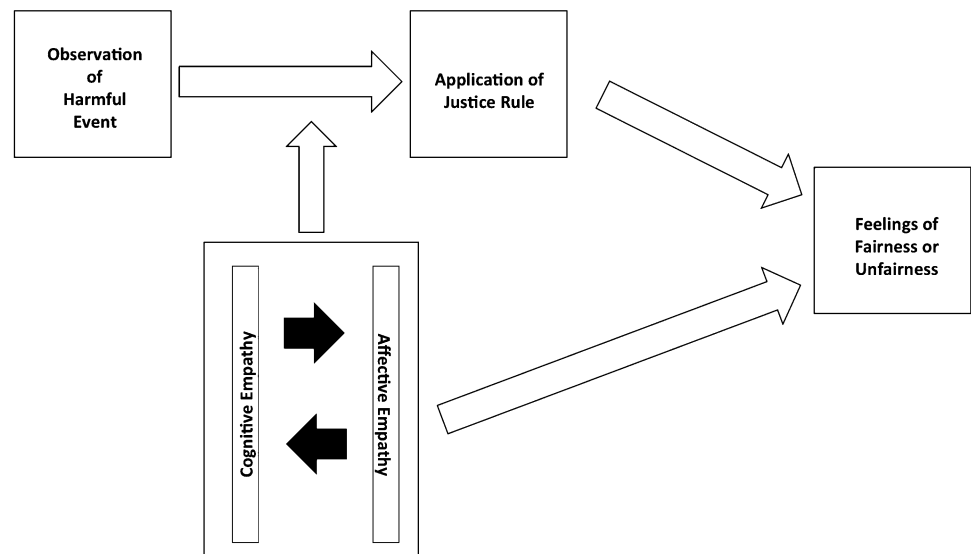 Observation
of
Harmful
Event
Application of
Justice Rule
Feelings of
Fairness or
Unfairness
Cognitive Empathy
Affective Empathy